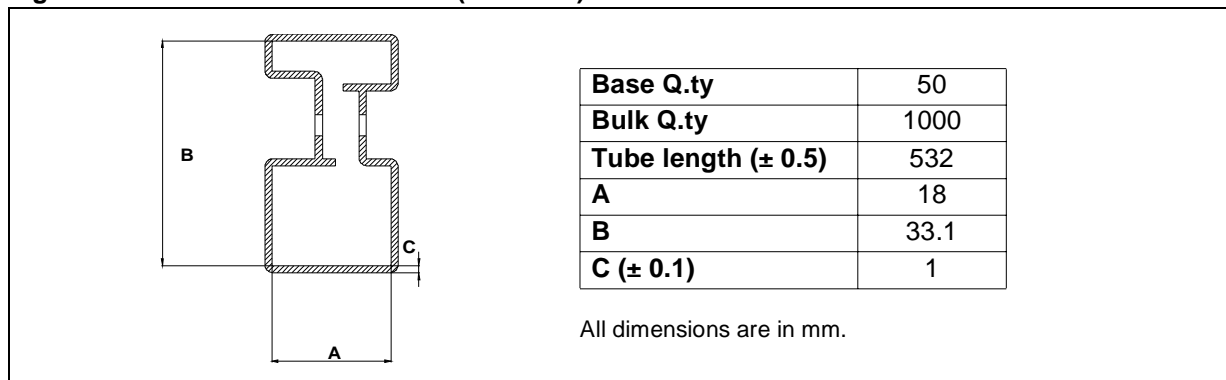 B
C
A
Base Q.ty 50
Bulk Q.ty 1000
Tube length (± 0.5) 532
A 18
B 33.1
C (± 0.1) 1
All dimensions are in mm.